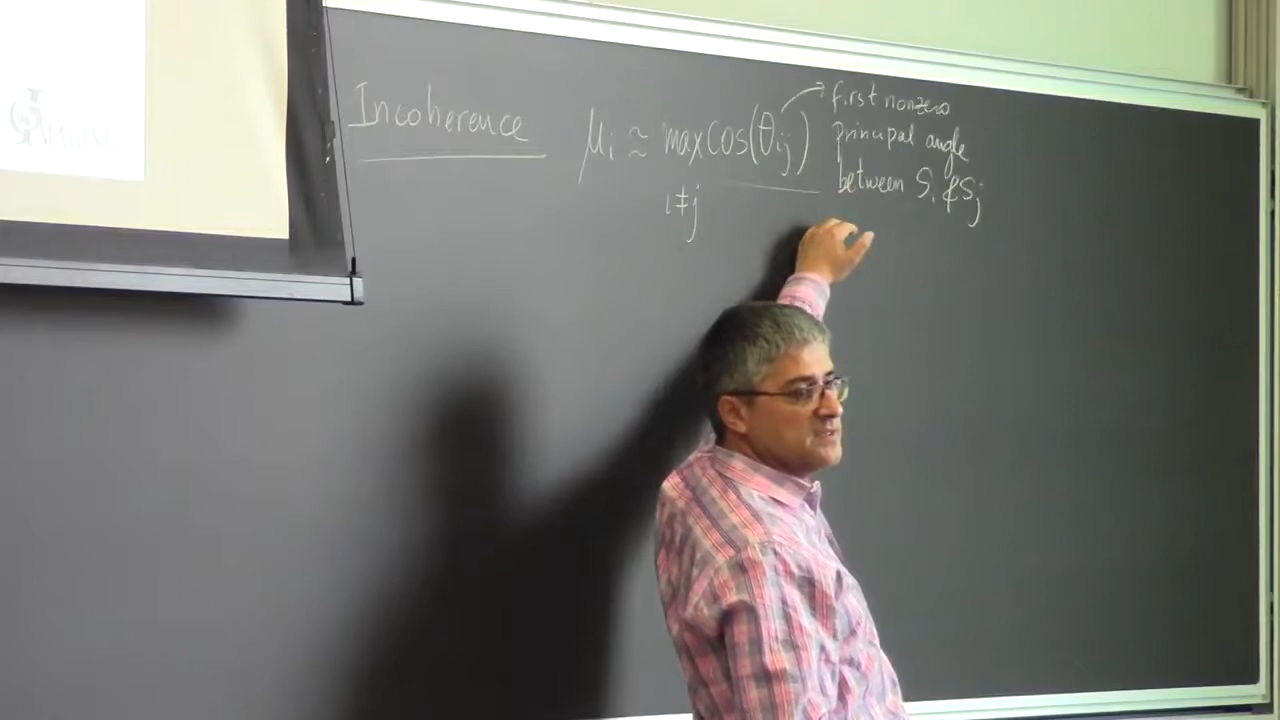 Incoherence
μᵢ ≈ max cos(θᵢⱼ)
i≠j
first nonzero
principal angle
between Sᵢ & Sⱼ